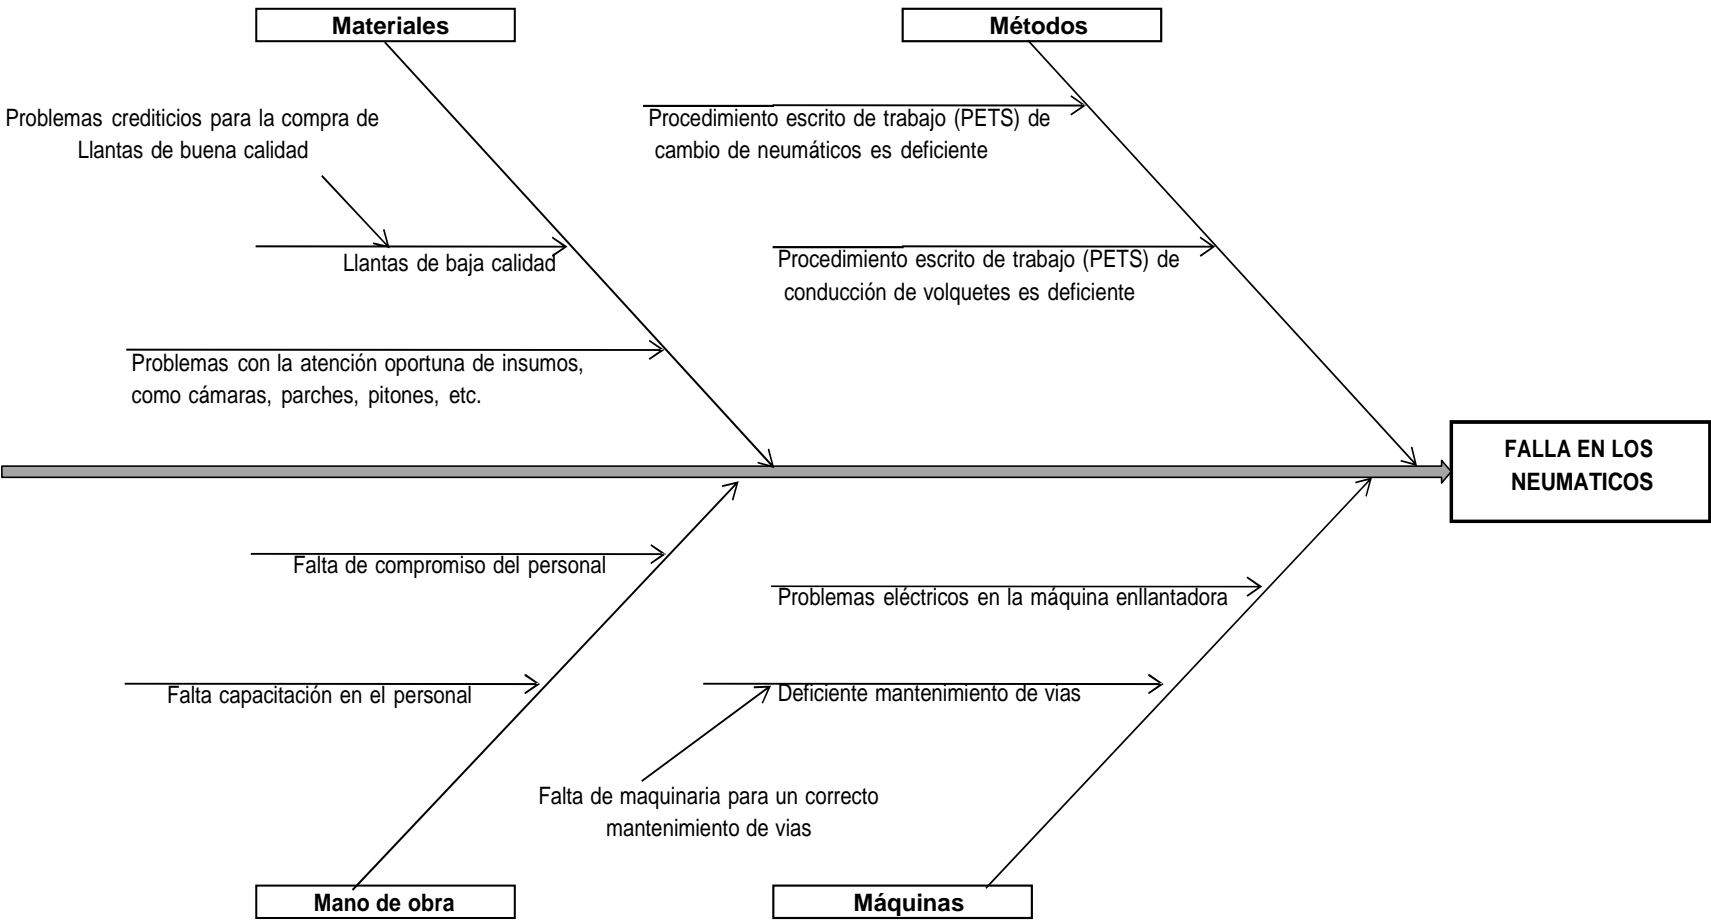 Materiales
Métodos
Problemas crediticios para la compra de
Llantas de buena calidad
Llantas de baja calidad
Problemas con la atención oportuna de insumos,
como cámaras, parches, pitones, etc.
Procedimiento escrito de trabajo (PETS) de
cambio de neumáticos es deficiente
Procedimiento escrito de trabajo (PETS) de
conducción de volquetes es deficiente
FALLA EN LOS
NEUMATICOS
Falta de compromiso del personal
Falta capacitación en el personal
Problemas eléctricos en la máquina enllantadora
Deficiente mantenimiento de vias
Falta de maquinaria para un correcto
mantenimiento de vias
Mano de obra
Máquinas